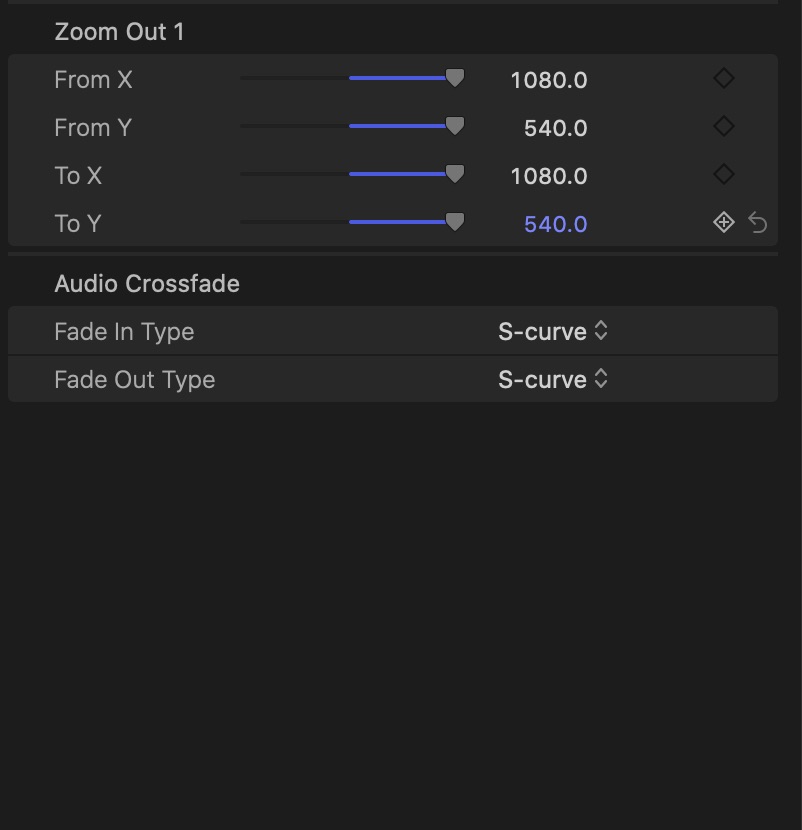 Zoom Out 1
From X 1080.0
From Y 540.0
To X 1080.0
To Y 540.0
Audio Crossfade
Fade In Type S-curve
Fade Out Type S-curve